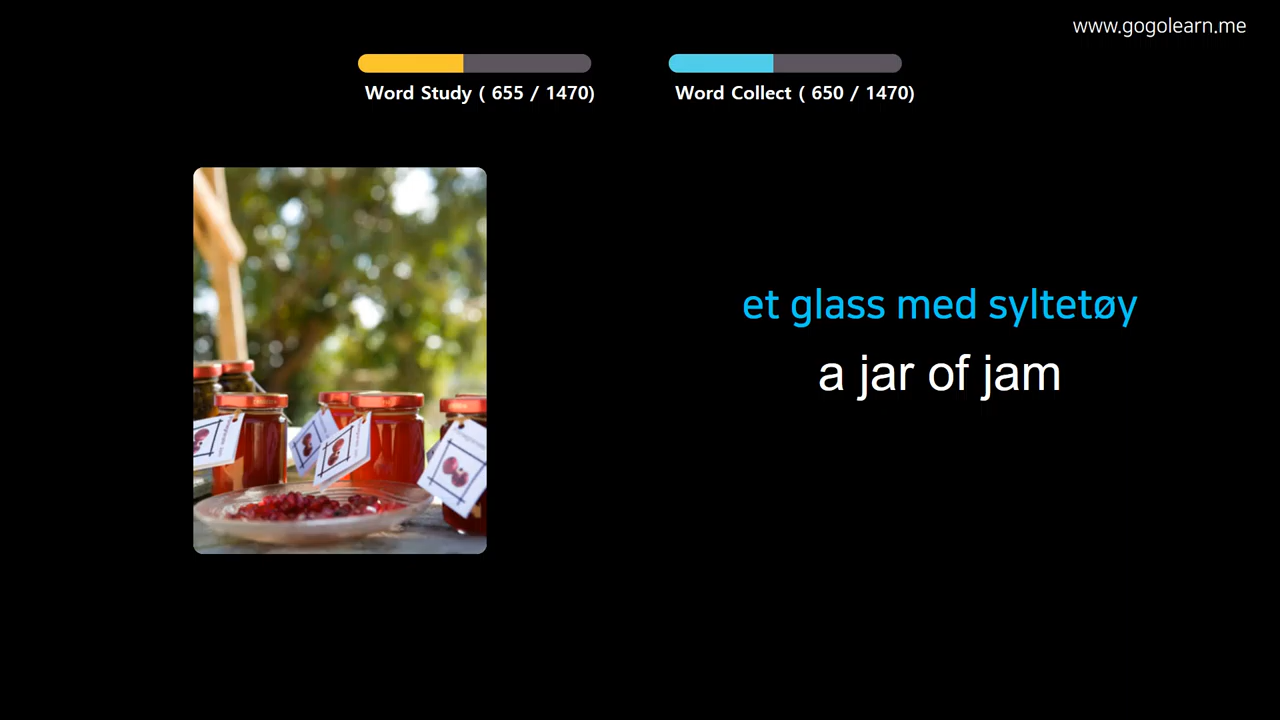 www.gogolearn.me
Word Study ( 655 / 1470)
Word Collect ( 650 / 1470)
et glass med syltetøy
a jar of jam